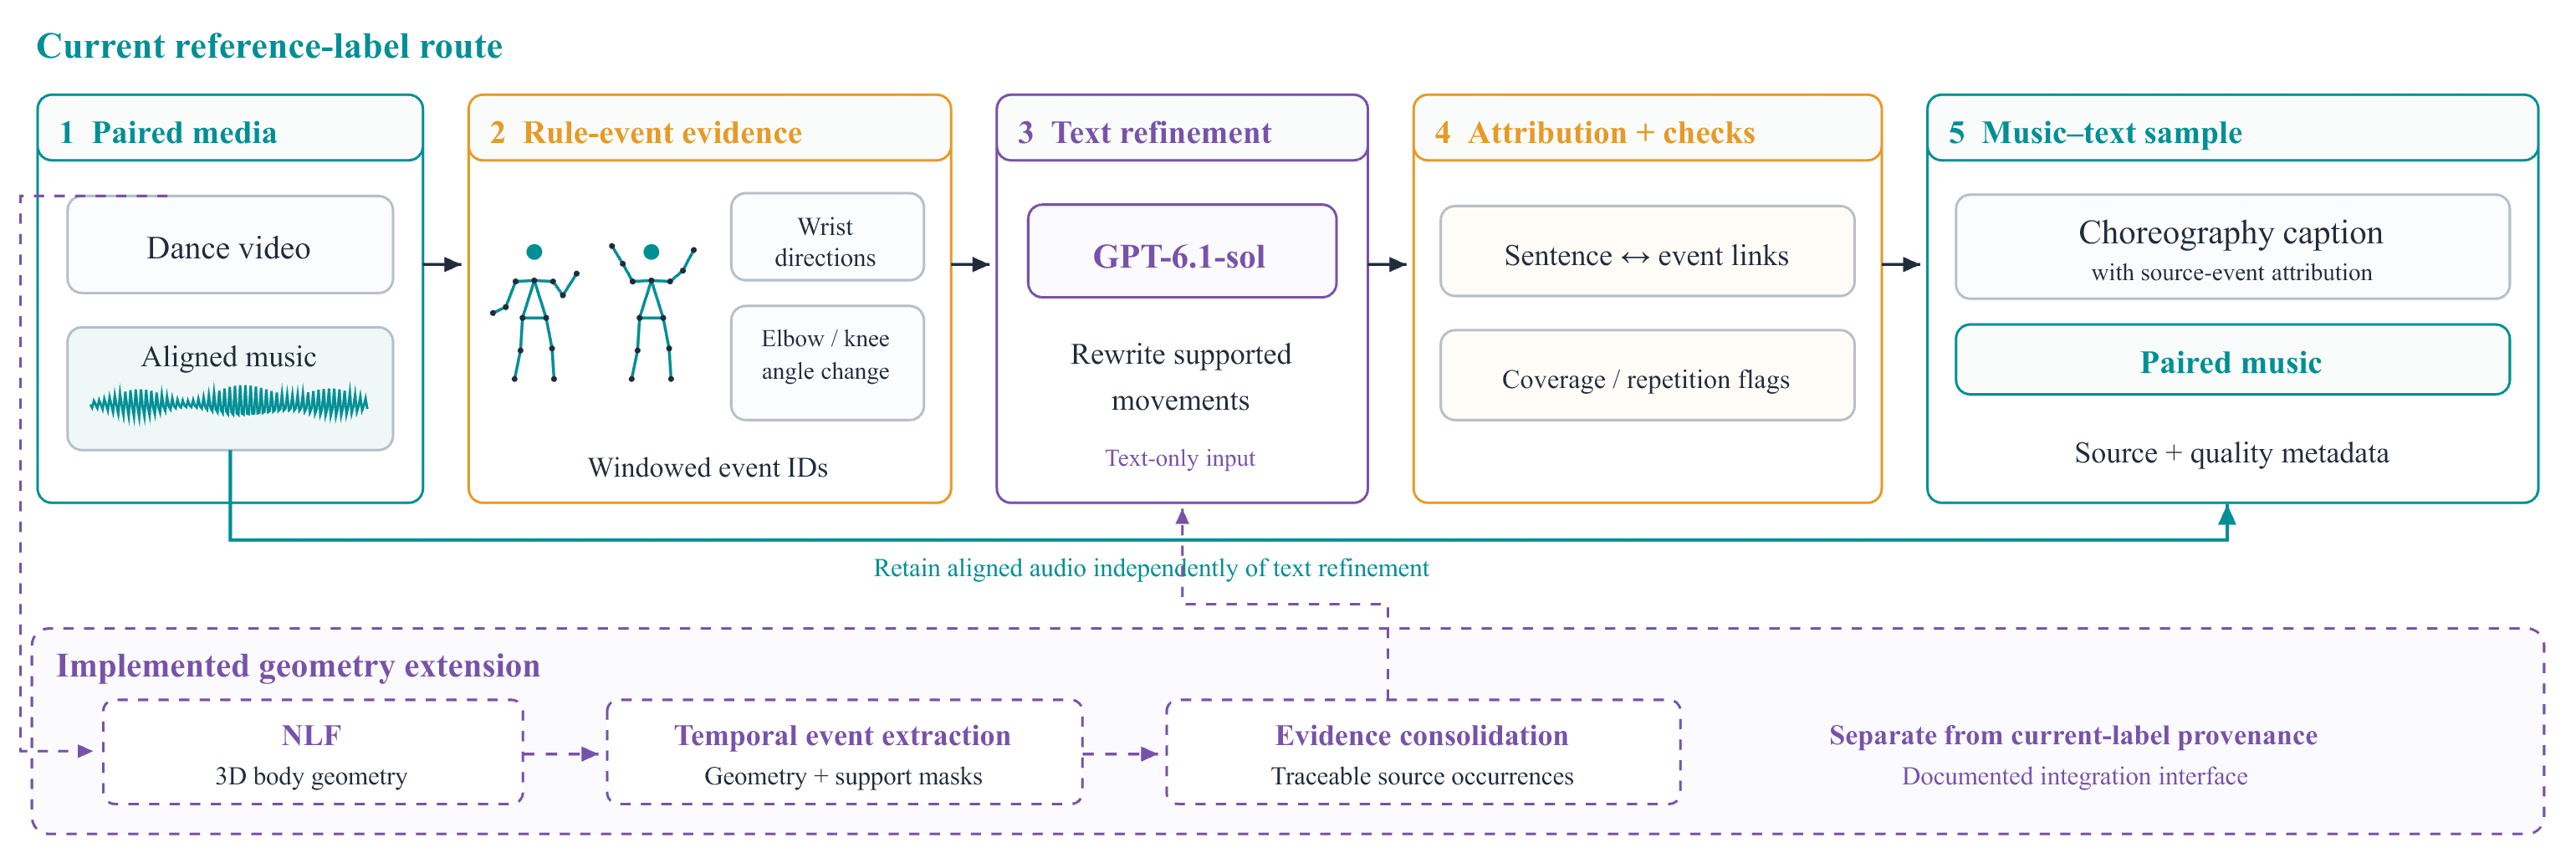 Current reference-label route
1 Paired media
Dance video
Aligned music
2 Rule-event evidence
Wrist
directions
Elbow / knee
angle change
Windowed event IDs
3 Text refinement
GPT-6.1-sol
Rewrite supported
movements
Text-only input
4 Attribution + checks
Sentence ↔ event links
Coverage / repetition flags
5 Music–text sample
Choreography caption
with source-event attribution
Paired music
Source + quality metadata
Retain aligned audio independently of text refinement
Implemented geometry extension
NLF
3D body geometry
Temporal event extraction
Geometry + support masks
Evidence consolidation
Traceable source occurrences
Separate from current-label provenance
Documented integration interface